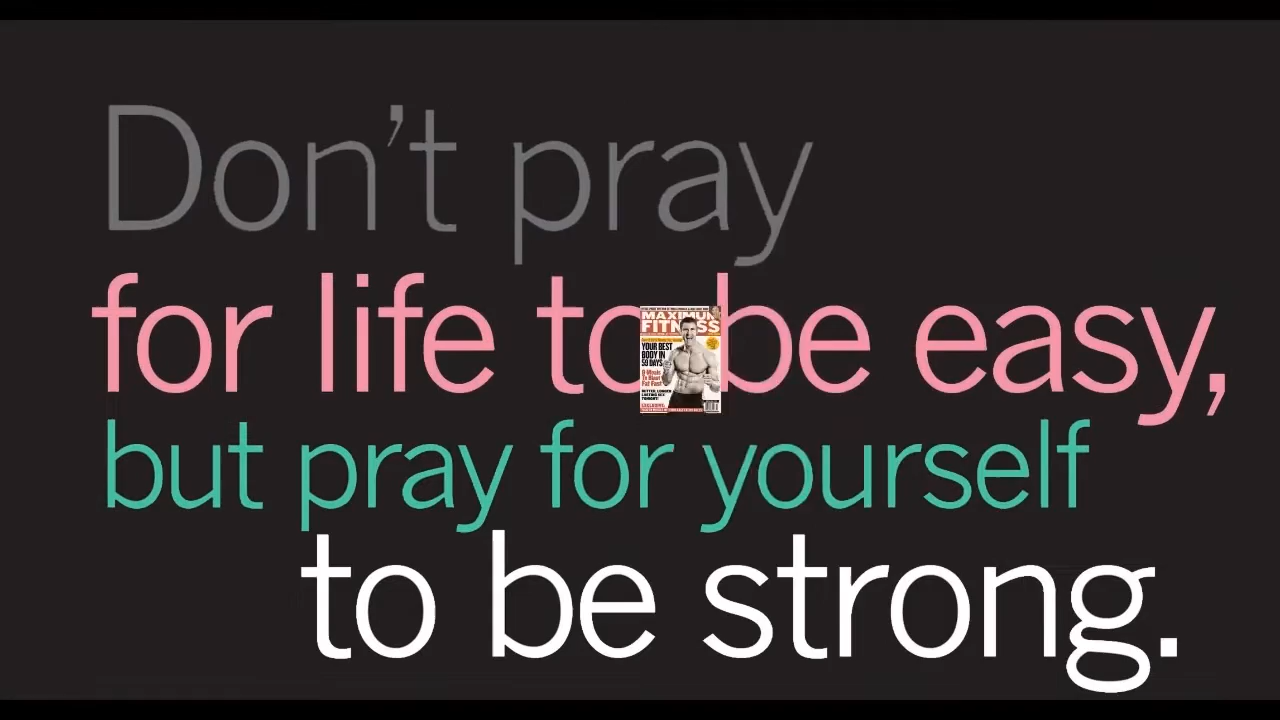 Don't pray
for life to be easy,
but pray for yourself
to be strong.
MAXIMUM
FITNESS
YOUR BEST
BODY IN
50 DAYS